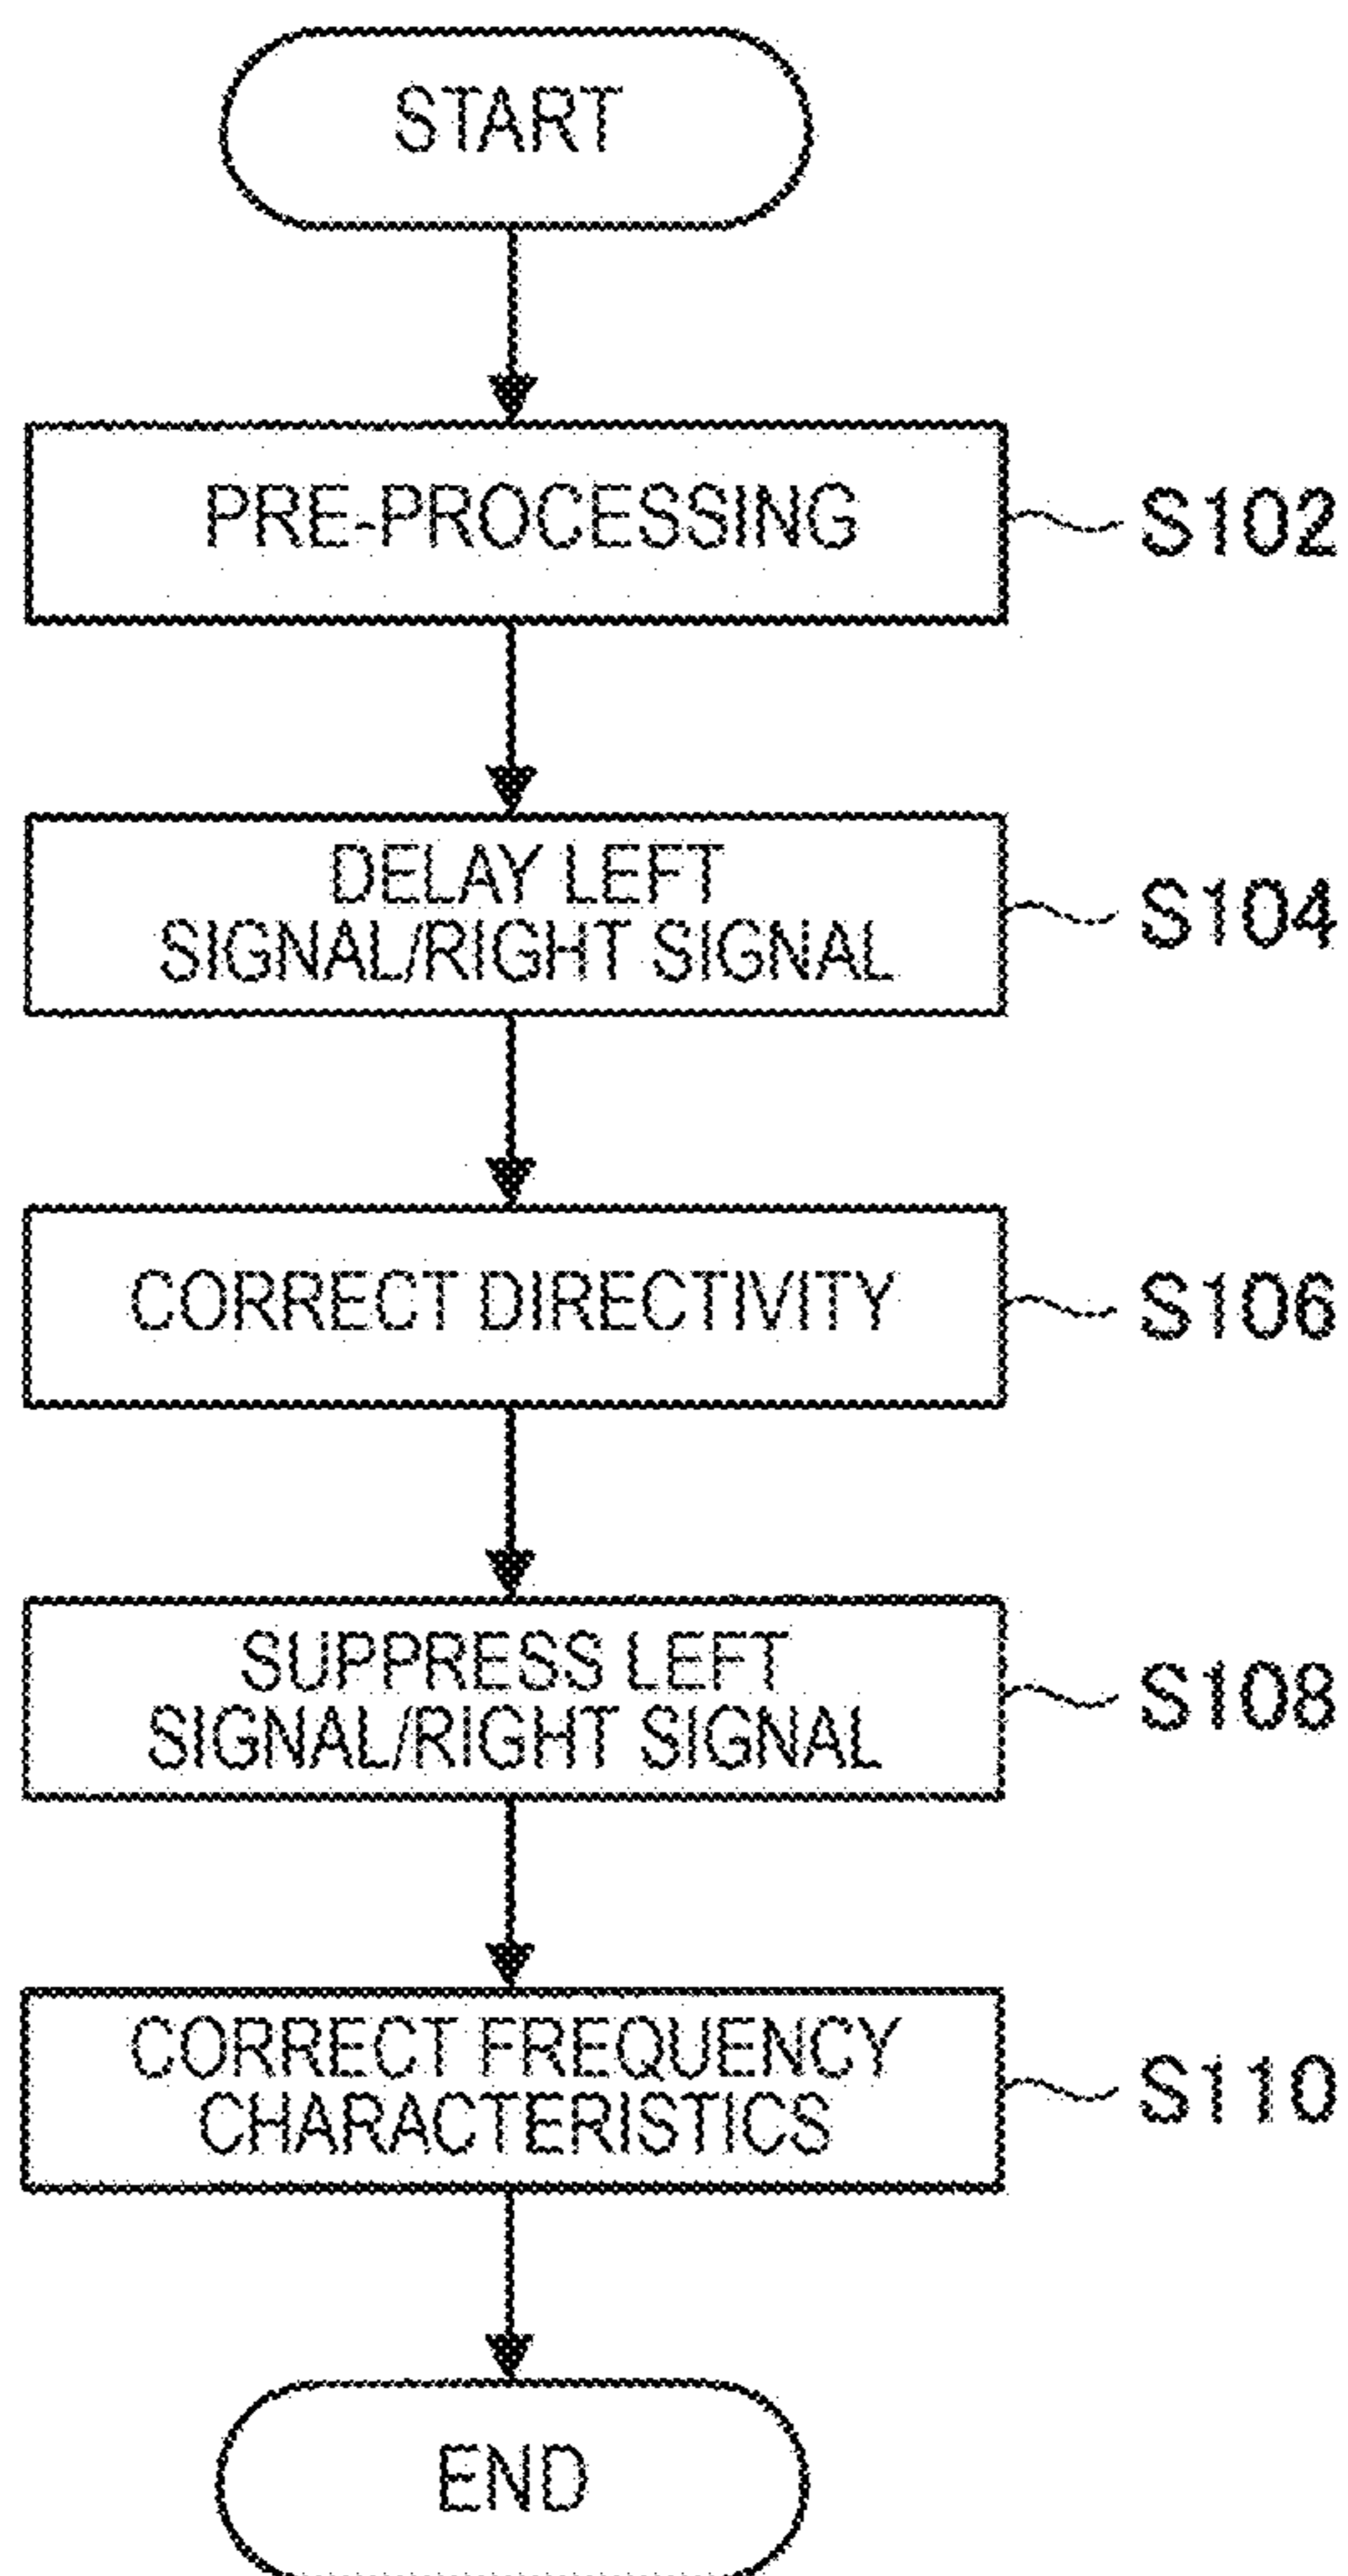 START
PRE-PROCESSING
S102
DELAY LEFT
SIGNAL/RIGHT SIGNAL
S104
CORRECT DIRECTIVITY
S106
SUPPRESS LEFT
SIGNAL/RIGHT SIGNAL
S108
CORRECT FREQUENCY
CHARACTERISTICS
S110
END